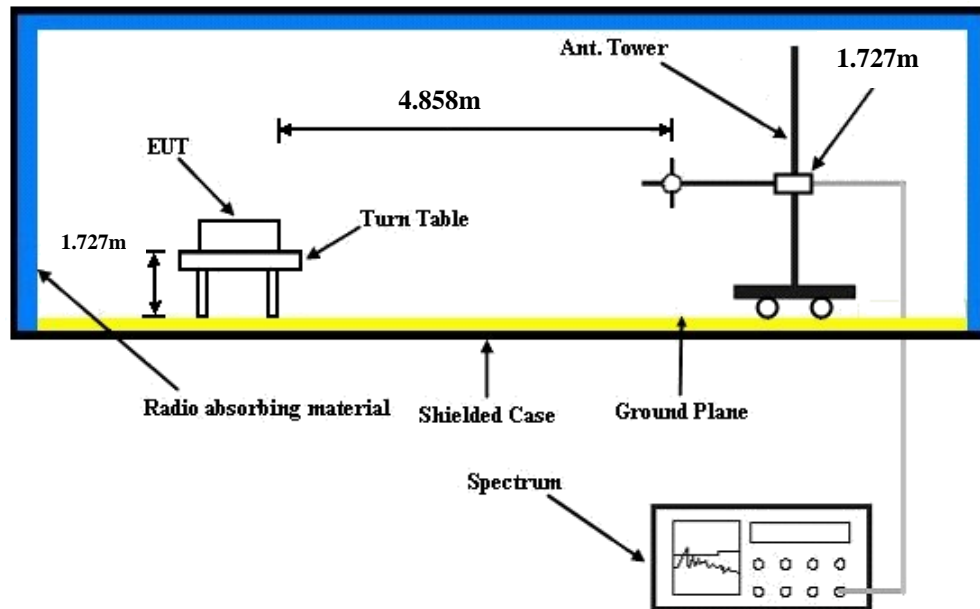 Ant. Tower
1.727m
4.858m
EUT
Turn Table
1.727m
Radio absorbing material
Shielded Case
Ground Plane
Spectrum